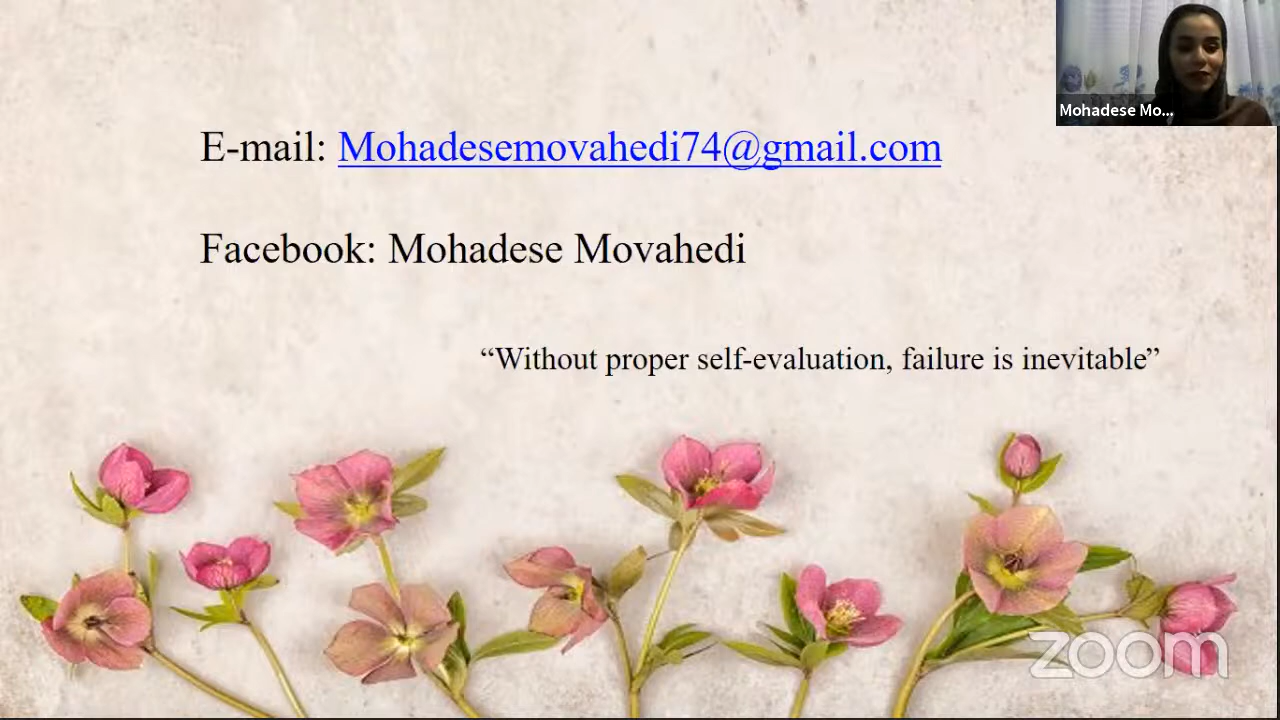 Mohadese Mo...
E-mail: Mohadesemovahedi74@gmail.com
Facebook: Mohadese Movahedi
“Without proper self-evaluation, failure is inevitable”
zoom